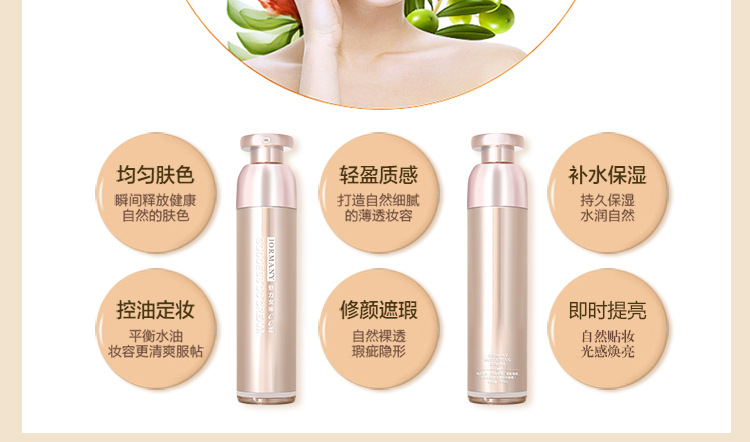 均匀肤色
瞬间释放健康
自然的肤色
轻盈质感
打造自然细腻
的薄透妆容
补水保湿
持久保湿
水润自然
JORMANY
控油定妆
平衡水油
妆容更清爽服帖
修颜遮瑕
自然裸透
瑕疵隐形
即时提亮
自然贴妆
光感焕亮